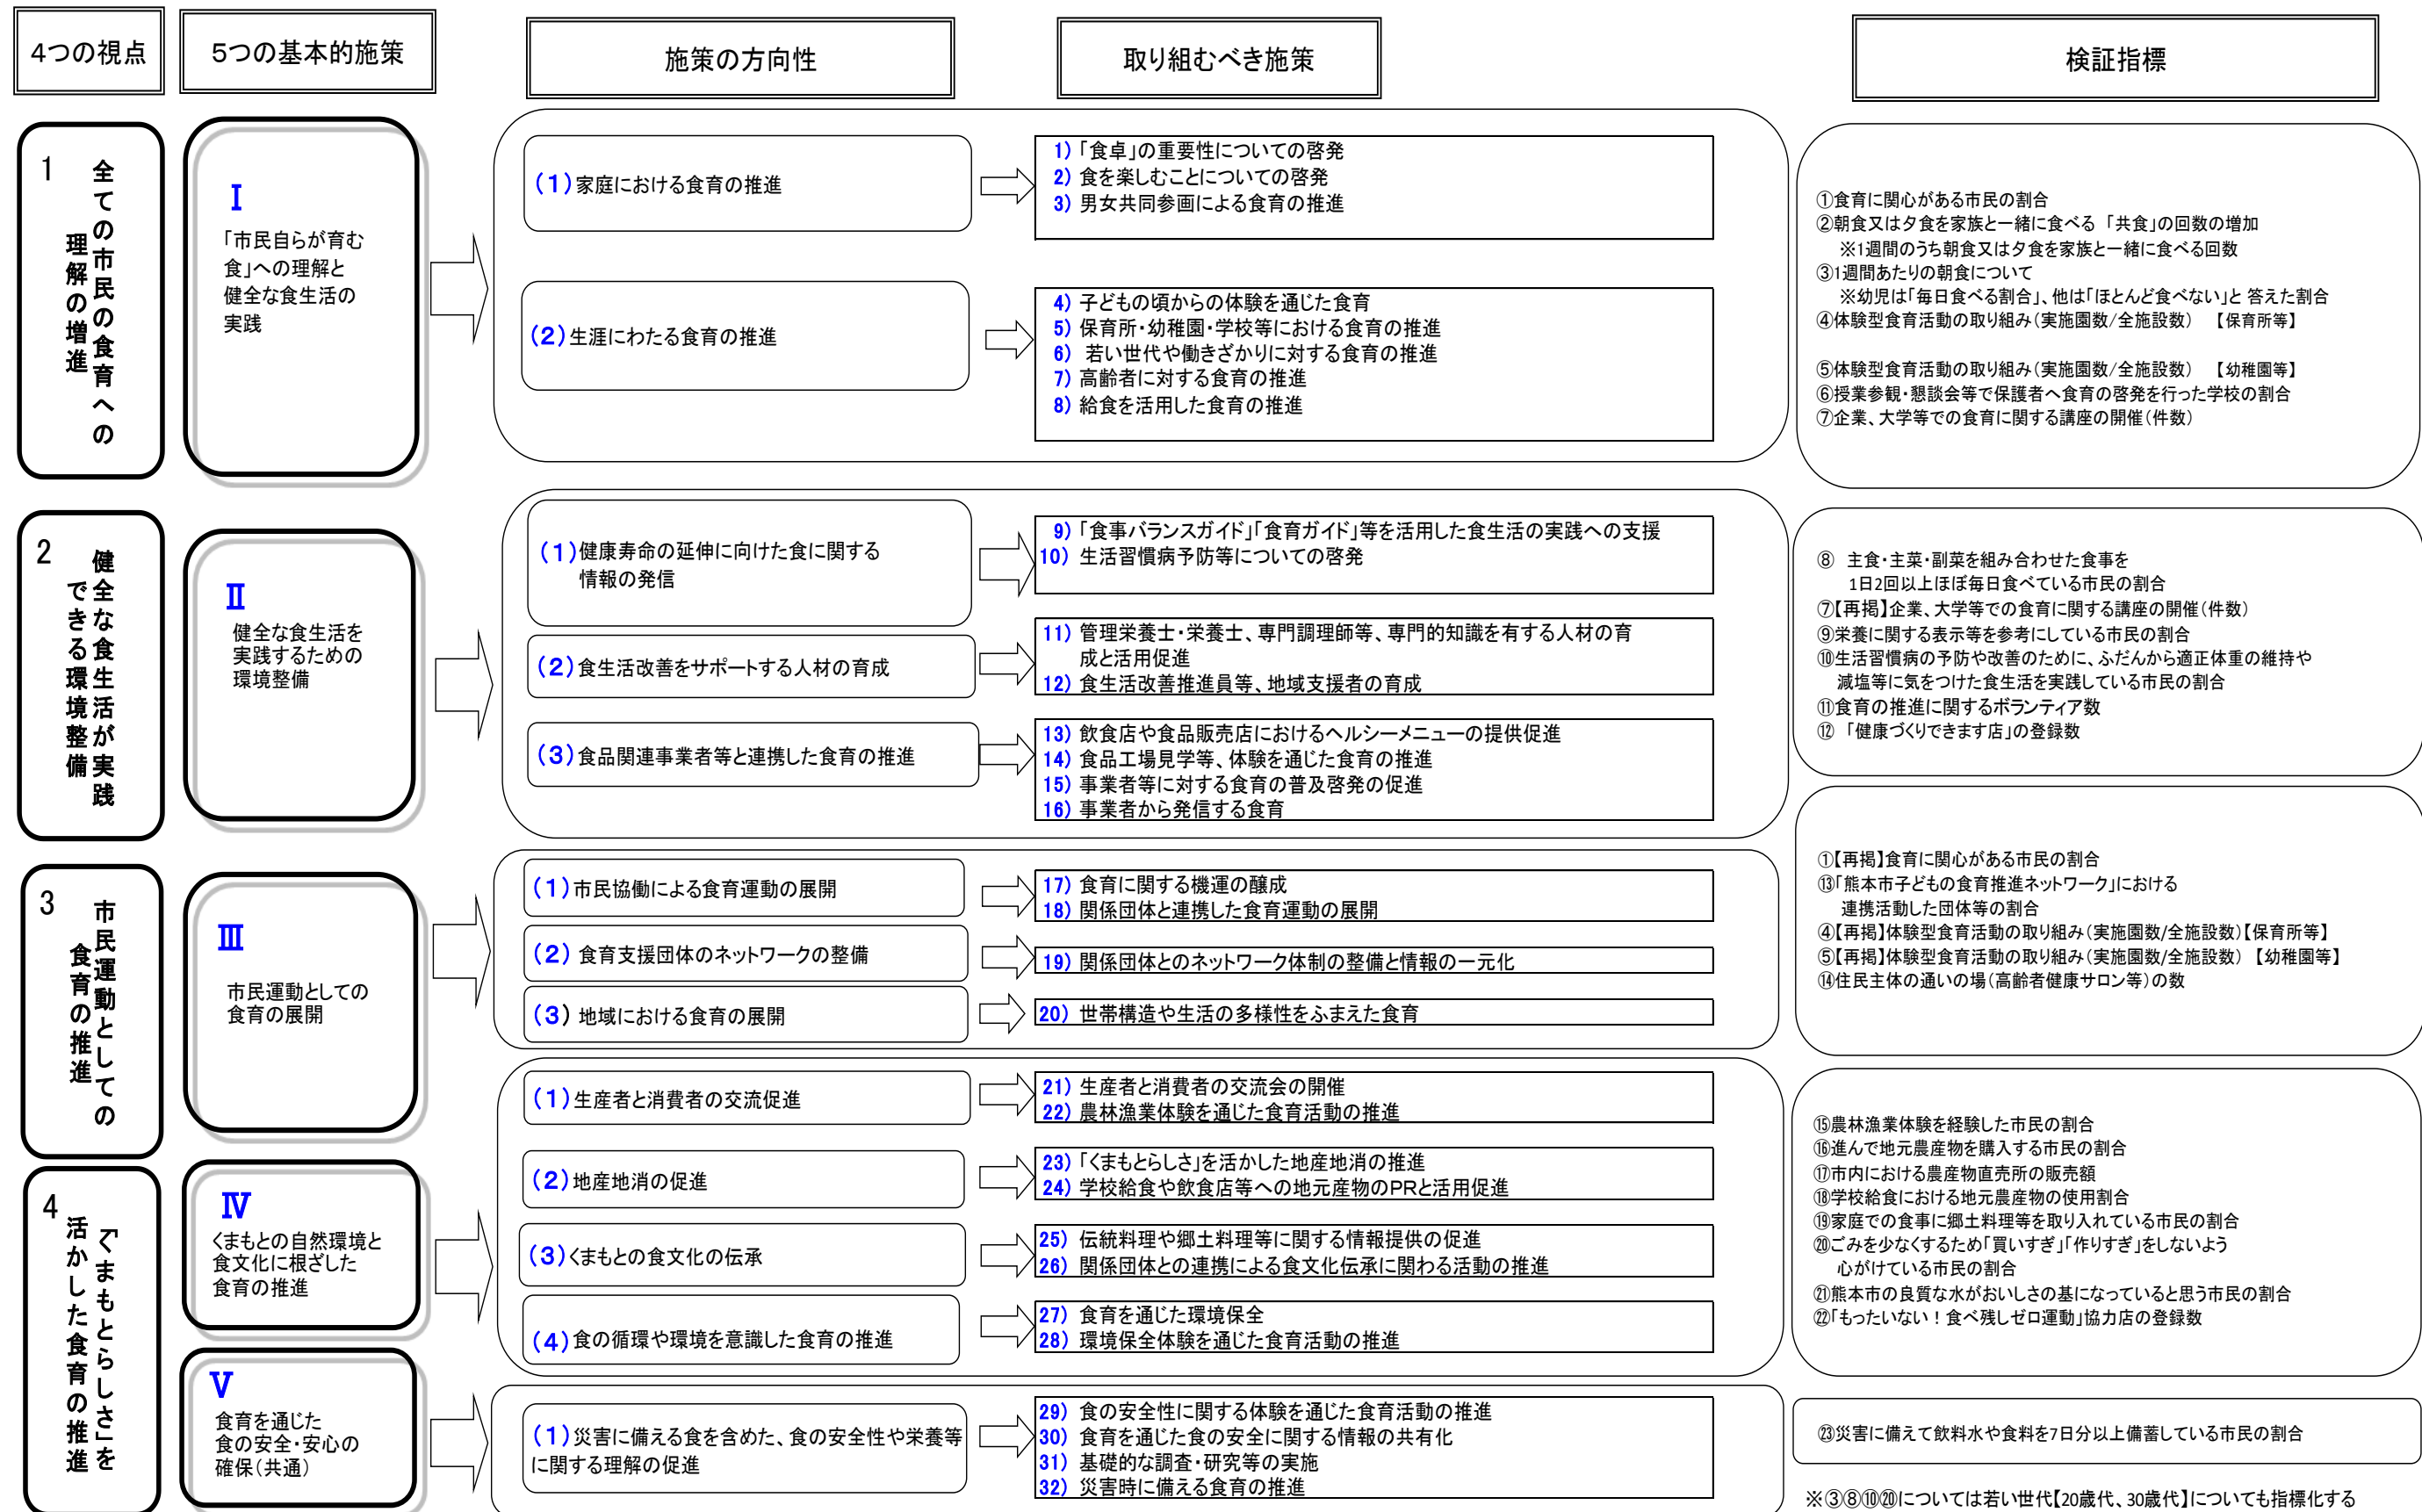 4つの視点
5つの基本的施策
施策の方向性
取り組むべき施策
検証指標
1
全ての市民の食育への
理解の増進
Ⅰ
「市民自らが育む
食」への理解と
健全な食生活の
実践
(1)家庭における食育の推進
1)「食卓」の重要性についての啓発
2) 食を楽しむことについての啓発
3) 男女共同参画による食育の推進
(2)生涯にわたる食育の推進
4) 子どもの頃からの体験を通じた食育
5) 保育所・幼稚園・学校等における食育の推進
6) 若い世代や働きざかりに対する食育の推進
7) 高齢者に対する食育の推進
8) 給食を活用した食育の推進
①食育に関心がある市民の割合
②朝食又は夕食を家族と一緒に食べる 「共食」の回数の増加
※1週間のうち朝食又は夕食を家族と一緒に食べる回数
③1週間あたりの朝食について
※幼児は「毎日食べる割合」、他は「ほとんど食べない」と 答えた割合
④体験型食育活動の取り組み(実施園数/全施設数) 【保育所等】
⑤体験型食育活動の取り組み(実施園数/全施設数) 【幼稚園等】
⑥授業参観・懇談会等で保護者へ食育の啓発を行った学校の割合
⑦企業、大学等での食育に関する講座の開催(件数)
2
健全な食生活が実践
できる環境整備
Ⅱ
健全な食生活を
実践するための
環境整備
(1)健康寿命の延伸に向けた食に関する
情報の発信
9)「食事バランスガイド」「食育ガイド」等を活用した食生活の実践への支援
10) 生活習慣病予防等についての啓発
(2)食生活改善をサポートする人材の育成
11) 管理栄養士・栄養士、専門調理師等、専門的知識を有する人材の育
成と活用促進
12) 食生活改善推進員等、地域支援者の育成
(3)食品関連事業者等と連携した食育の推進
13) 飲食店や食品販売店におけるヘルシーメニューの提供促進
14) 食品工場見学等、体験を通じた食育の推進
15) 事業者等に対する食育の普及啓発の促進
16) 事業者から発信する食育
⑧ 主食・主菜・副菜を組み合わせた食事を
1日2回以上ほぼ毎日食べている市民の割合
⑦【再掲】企業、大学等での食育に関する講座の開催(件数)
⑨栄養に関する表示等を参考にしている市民の割合
⑩生活習慣病の予防や改善のために、ふだんから適正体重の維持や
減塩等に気をつけた食生活を実践している市民の割合
⑪食育の推進に関するボランティア数
⑫ 「健康づくりできます店」の登録数
3
市民運動としての
食育の推進
Ⅲ
市民運動としての
食育の展開
(1)市民協働による食育運動の展開
17) 食育に関する機運の醸成
18) 関係団体と連携した食育運動の展開
(2) 食育支援団体のネットワークの整備
19) 関係団体とのネットワーク体制の整備と情報の一元化
(3) 地域における食育の展開
20) 世帯構造や生活の多様性をふまえた食育
①【再掲】食育に関心がある市民の割合
⑬「熊本市子どもの食育推進ネットワーク」における
連携活動した団体等の割合
④【再掲】体験型食育活動の取り組み(実施園数/全施設数)【保育所等】
⑤【再掲】体験型食育活動の取り組み(実施園数/全施設数) 【幼稚園等】
⑭住民主体の通いの場(高齢者健康サロン等)の数
4
「くまもとらしさ」を
活かした食育の推進
Ⅳ
くまもとの自然環境と
食文化に根ざした
食育の推進
(1)生産者と消費者の交流促進
21) 生産者と消費者の交流会の開催
22) 農林漁業体験を通じた食育活動の推進
(2)地産地消の促進
23)「くまもとらしさ」を活かした地産地消の推進
24) 学校給食や飲食店等への地元産物のPRと活用促進
(3)くまもとの食文化の伝承
25) 伝統料理や郷土料理等に関する情報提供の促進
26) 関係団体との連携による食文化伝承に関わる活動の推進
(4)食の循環や環境を意識した食育の推進
27) 食育を通じた環境保全
28) 環境保全体験を通じた食育活動の推進
⑮農林漁業体験を経験した市民の割合
⑯進んで地元農産物を購入する市民の割合
⑰市内における農産物直売所の販売額
⑱学校給食における地元農産物の使用割合
⑲家庭での食事に郷土料理等を取り入れている市民の割合
⑳ごみを少なくするため「買いすぎ」「作りすぎ」をしないよう
心がけている市民の割合
㉑熊本市の良質な水がおいしさの基になっていると思う市民の割合
㉒「もったいない!食べ残しゼロ運動」協力店の登録数
Ⅴ
食育を通じた
食の安全・安心の
確保(共通)
(1)災害に備える食を含めた、食の安全性や栄養等
に関する理解の促進
29) 食の安全性に関する体験を通じた食育活動の推進
30) 食育を通じた食の安全に関する情報の共有化
31) 基礎的な調査・研究等の実施
32) 災害時に備える食育の推進
㉓災害に備えて飲料水や食料を7日分以上備蓄している市民の割合
※③⑧⑩⑳については若い世代【20歳代、30歳代】についても指標化する